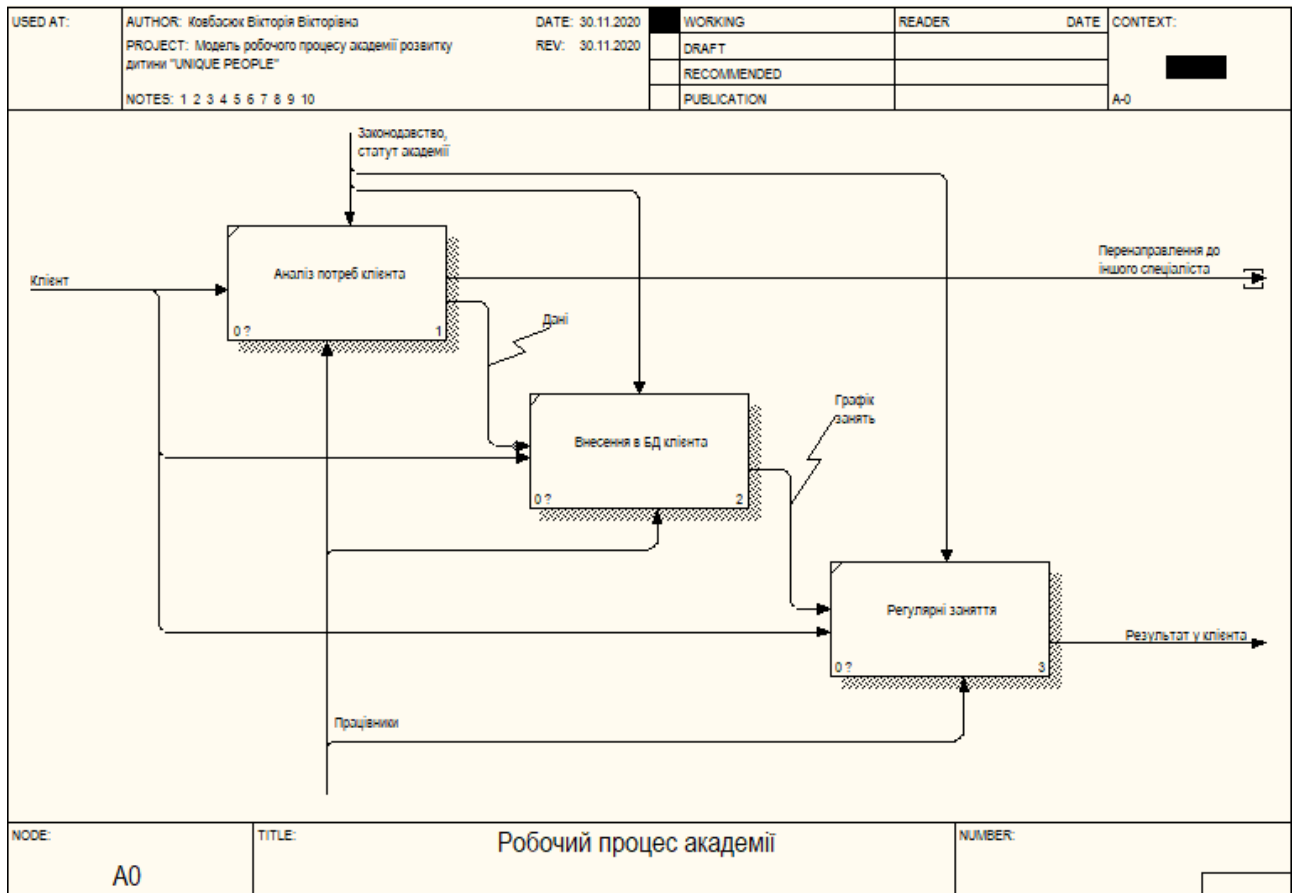 USED AT:
AUTHOR: Ковбасюк Вікторія Вікторівна
DATE: 30.11.2020
PROJECT: Модель робочого процесу академії розвитку
дитини "UNIQUE PEOPLE"
REV: 30.11.2020
NOTES: 1 2 3 4 5 6 7 8 9 10
WORKING
DRAFT
RECOMMENDED
PUBLICATION
READER DATE
CONTEXT:
A-0
Законодавство,
статут академії
Клієнт
Аналіз потреб клієнта
0 ? 1
Перенаправлення до
іншого спеціаліста
Дані
Внесення в БД клієнта
0 ? 2
Графік
занять
Регулярні заняття
0 ? 3
Результат у клієнта
Працівники
NODE:
A0
TITLE:
Робочий процес академії
NUMBER: